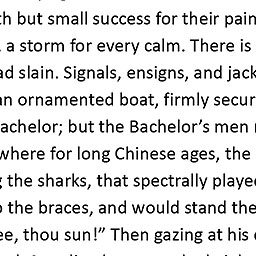 th but small success for their pain
a storm for every calm. There is
ad slain. Signals, ensigns, and jack
an ornamented boat, firmly secur
achelor; but the Bachelor’s men
where for long Chinese ages, the
g the sharks, that spectrally playe
o the braces, and would stand the
ee, thou sun!” Then gazing at his